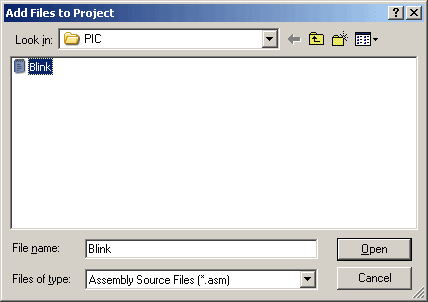 Add Files to Project
Look in: PIC
Blink
File name: Blink Open
Files of type: Assembly Source Files (*.asm) Cancel